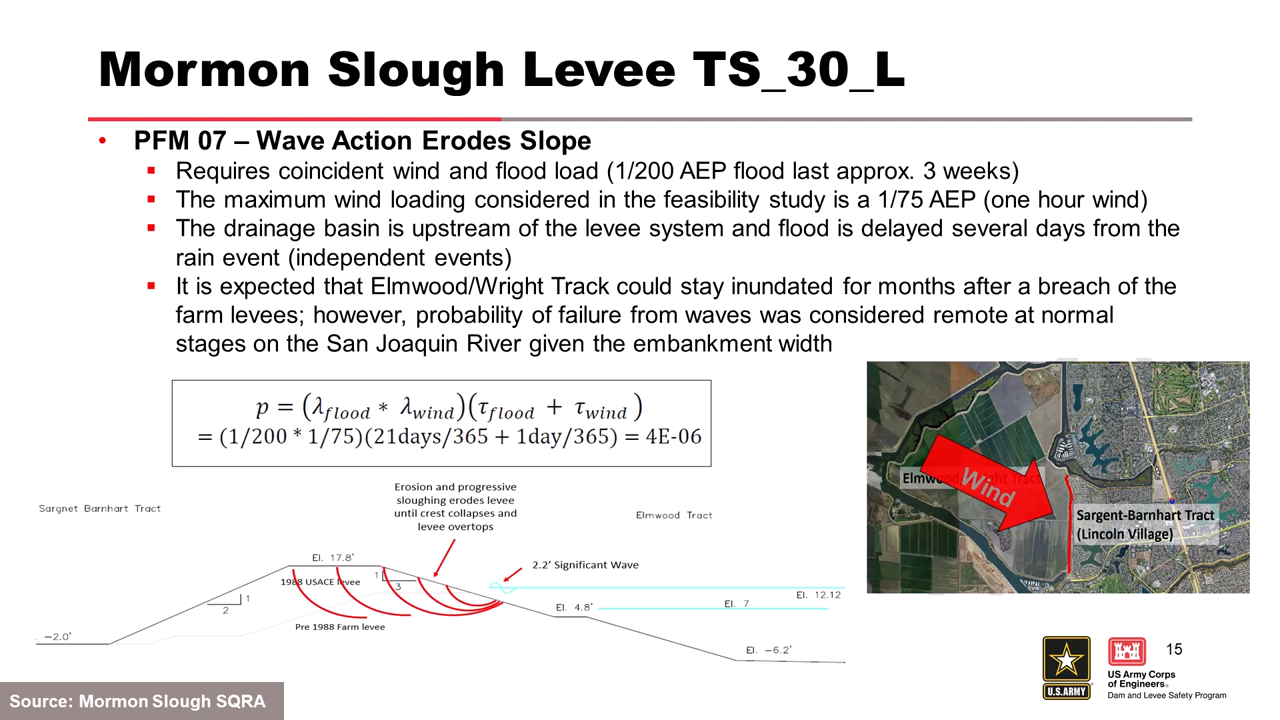 Mormon Slough Levee TS_30_L
• PFM 07 – Wave Action Erodes Slope
▪ Requires coincident wind and flood load (1/200 AEP flood last approx. 3 weeks)
▪ The maximum wind loading considered in the feasibility study is a 1/75 AEP (one hour wind)
▪ The drainage basin is upstream of the levee system and flood is delayed several days from the
rain event (independent events)
▪ It is expected that Elmwood/Wright Track could stay inundated for months after a breach of the
farm levees; however, probability of failure from waves was considered remote at normal
stages on the San Joaquin River given the embankment width
p = (λ_flood * λ_wind)(τ_flood + τ_wind)
= (1/200 * 1/75)(21days/365 + 1day/365) = 4E-06
Erosion and progressive
sloughing erodes levee
until crest collapses and
levee overtops
Sargnet Barnhart Tract
Elmwood Tract
El. 17.8'
2.2' Significant Wave
1988 USACE levee
1
3
1
2
El. 12.12
El. 7
El. 4.8'
Pre 1988 Farm levee
−2.0'
El. −6.2'
Wind
Sargent-Barnhart Tract
(Lincoln Village)
15
U.S.ARMY
US Army Corps
of Engineers®
Dam and Levee Safety Program
Source: Mormon Slough SQRA